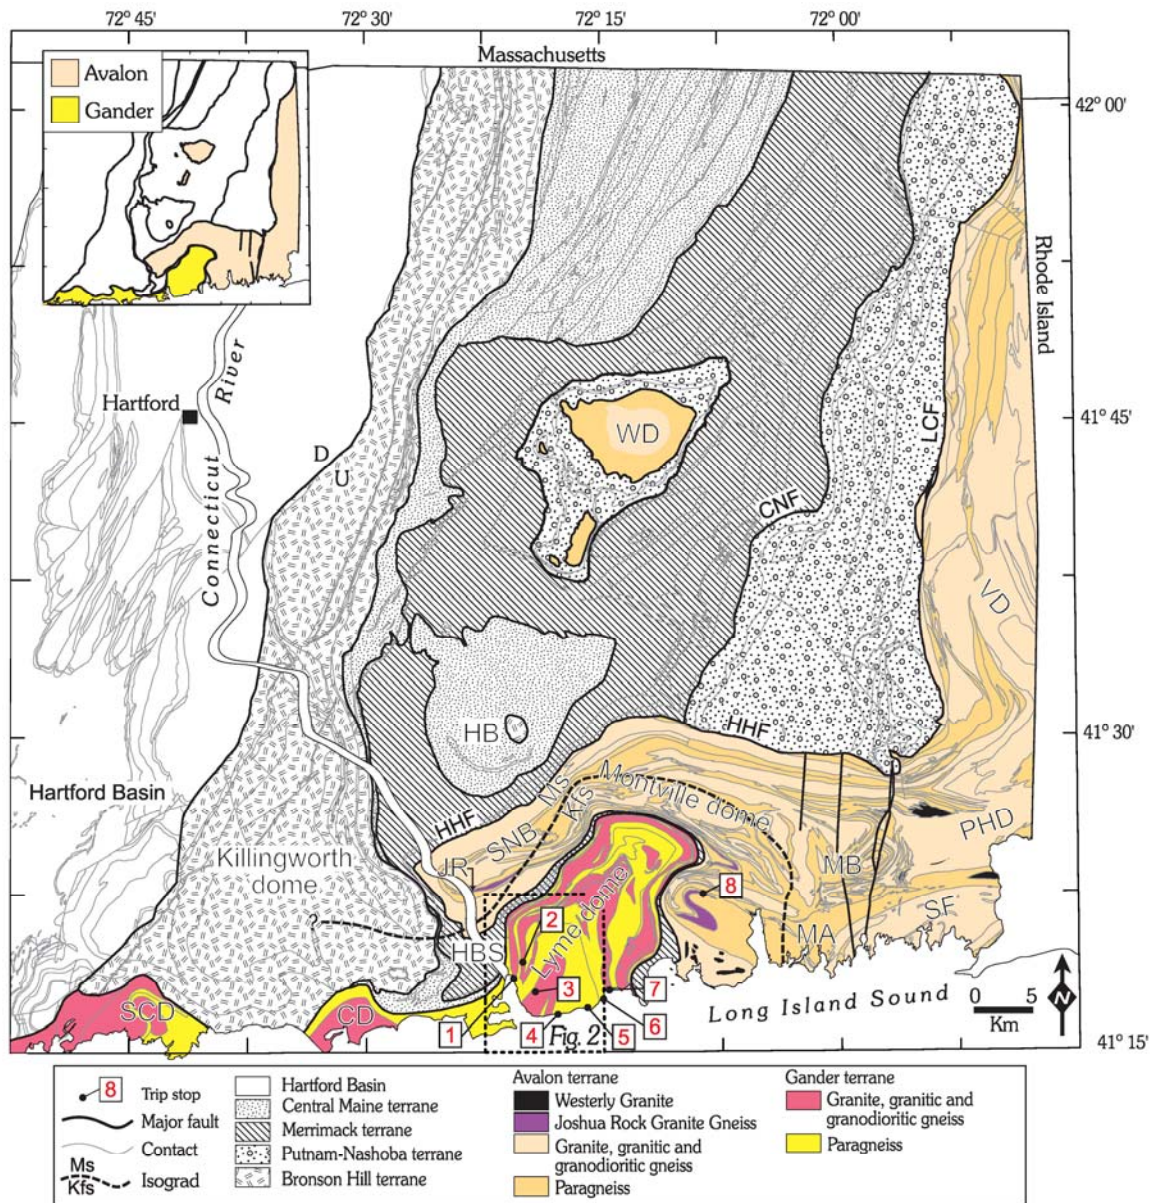 72° 45'
72° 30'
72° 15'
72° 00'
Massachusetts
Avalon
Gander
42° 00'
Rhode Island
Hartford
Connecticut River
D
U
WD
41° 45'
LCF
CNF
VD
HB
HHF
41° 30'
Hartford Basin
HHF
Ms
Kfs
Montville dome
SNB
PHD
Killingworth
dome
JR
MB
8
?
2
Lyme dome
SF
MA
HBS
SCD
CD
3
7
Long Island Sound
0 5
Km
N
1
4
Fig. 2
5
6
41° 15'
8
Trip stop
Major fault
Contact
Ms
Kfs
Isograd
Hartford Basin
Central Maine terrane
Merrimack terrane
Putnam-Nashoba terrane
Bronson Hill terrane
Avalon terrane
Westerly Granite
Joshua Rock Granite Gneiss
Granite, granitic and
granodioritic gneiss
Paragneiss
Gander terrane
Granite, granitic and
granodioritic gneiss
Paragneiss